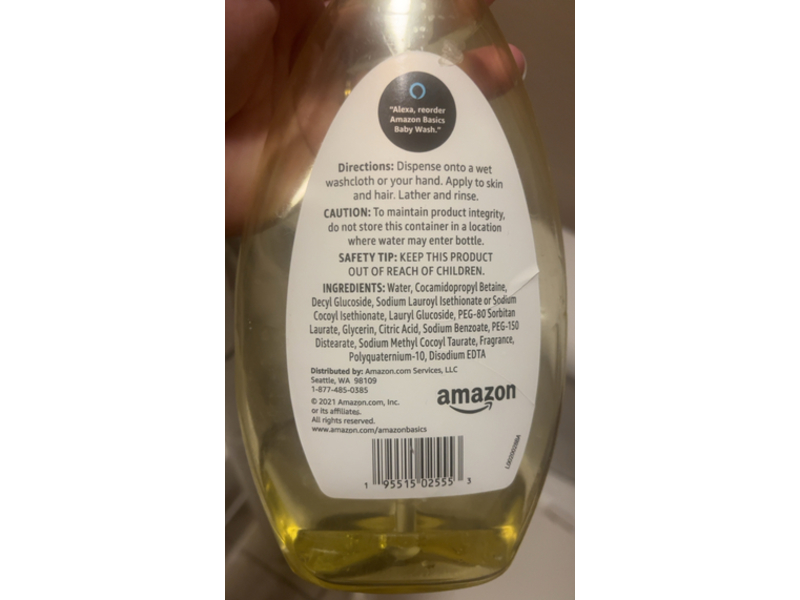 "Alexa, reorder
Amazon Basics
Baby Wash."
Directions: Dispense onto a wet
washcloth or your hand. Apply to skin
and hair. Lather and rinse.
CAUTION: To maintain product integrity,
do not store this container in a location
where water may enter bottle.
SAFETY TIP: KEEP THIS PRODUCT
OUT OF REACH OF CHILDREN.
INGREDIENTS: Water, Cocamidopropyl Betaine,
Decyl Glucoside, Sodium Lauroyl Isethionate or Sodium
Cocoyl Isethionate, Lauryl Glucoside, PEG-80 Sorbitan
Laurate, Glycerin, Citric Acid, Sodium Benzoate, PEG-150
Distearate, Sodium Methyl Cocoyl Taurate, Fragrance,
Polyquaternium-10, Disodium EDTA
Distributed by: Amazon.com Services, LLC
Seattle, WA 98109
1-877-485-0385
© 2021 Amazon.com, Inc.
or its affiliates.
All rights reserved.
www.amazon.com/amazonbasics
amazon
1 95515 02555 3